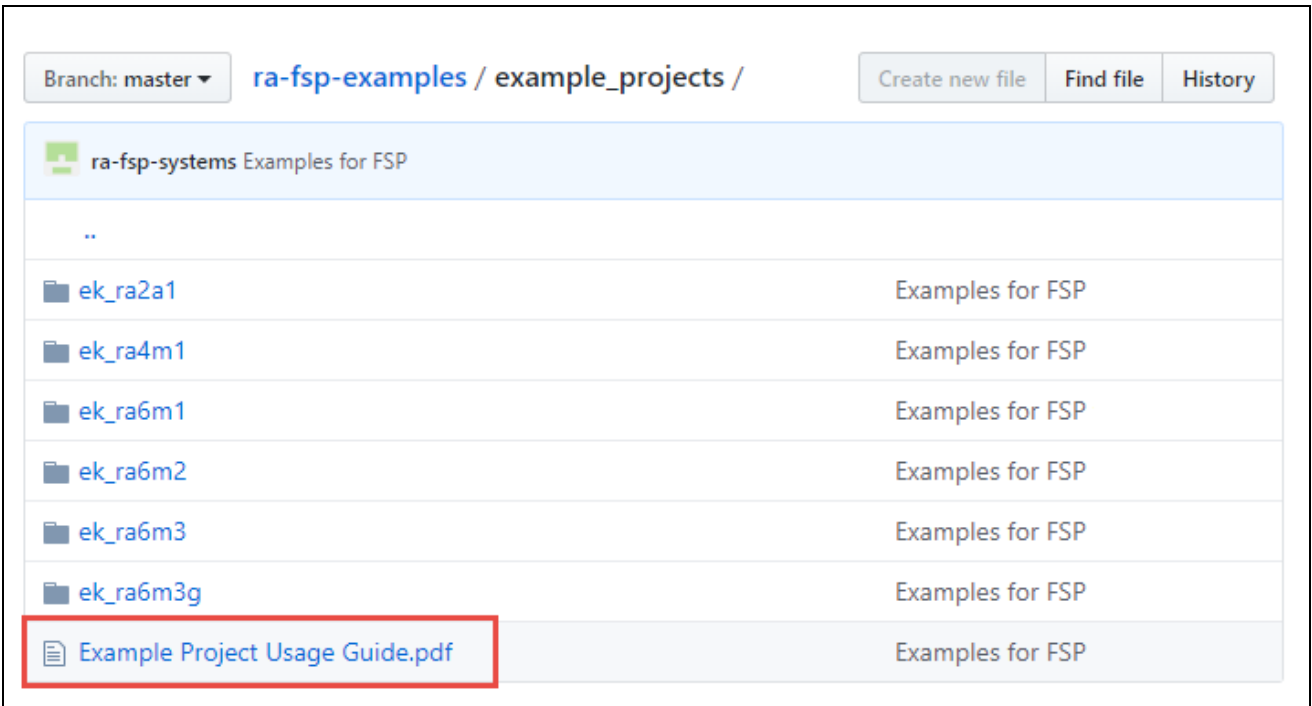 Branch: master ra-fsp-examples / example_projects / Create new file Find file History
ra-fsp-systems Examples for FSP
..
ek_ra2a1 Examples for FSP
ek_ra4m1 Examples for FSP
ek_ra6m1 Examples for FSP
ek_ra6m2 Examples for FSP
ek_ra6m3 Examples for FSP
ek_ra6m3g Examples for FSP
Example Project Usage Guide.pdf Examples for FSP